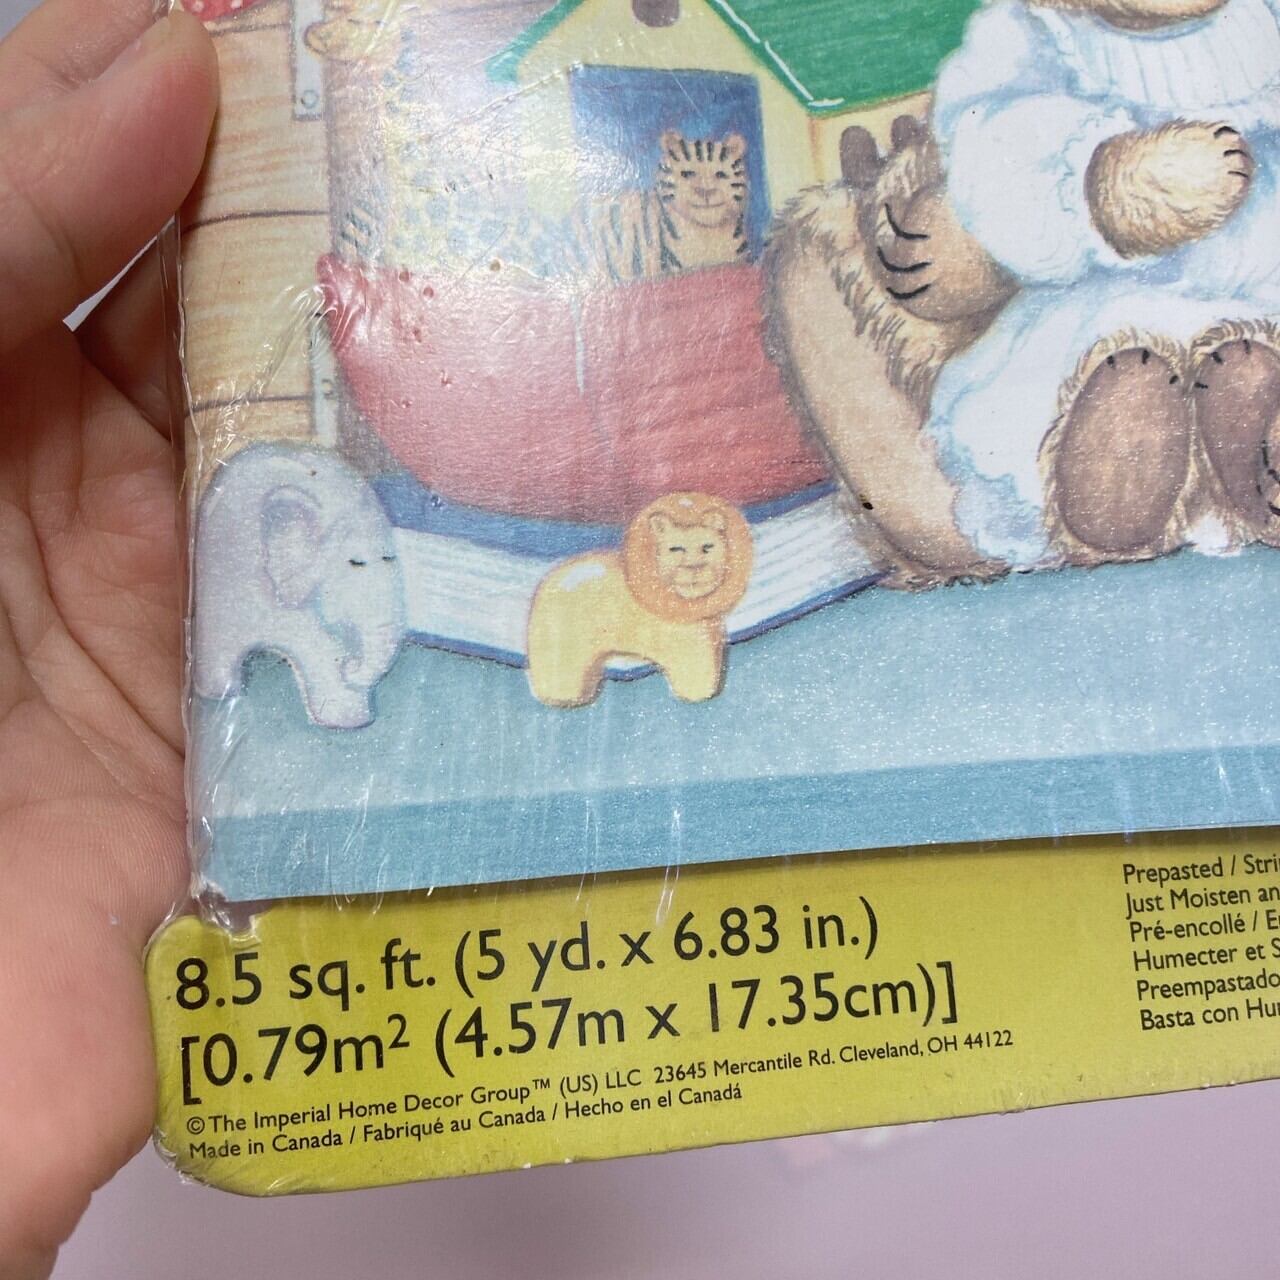 8.5 sq. ft. (5 yd. x 6.83 in.)
[0.79m² (4.57m x 17.35cm)]
© The Imperial Home Decor Group™ (US) LLC 23645 Mercantile Rd. Cleveland, OH 44122
Made in Canada / Fabriqué au Canada / Hecho en el Canadá
Prepasted /
Just Moisten
Pré-encollé /
Humecter et
Preempastado
Basta con